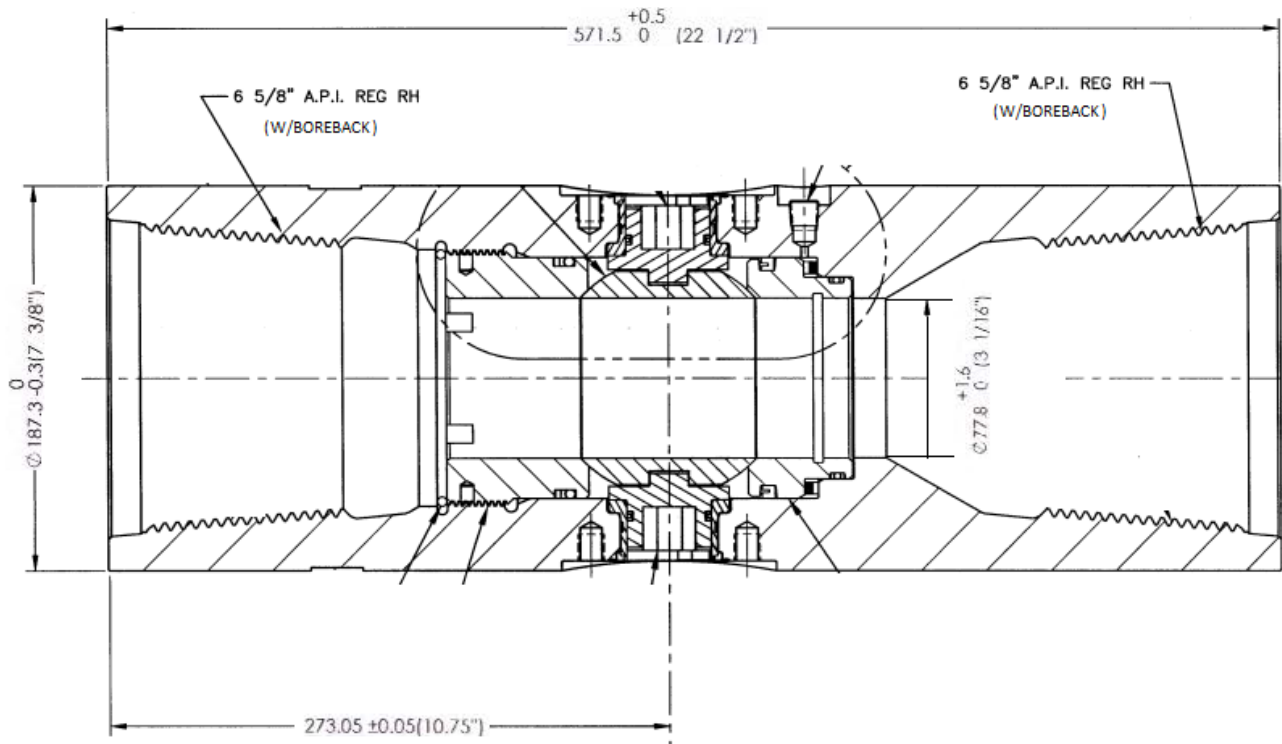 +0.5
571.5 0 (22 1/2")
6 5/8" A.P.I. REG RH
(W/BOREBACK)
6 5/8" A.P.I. REG RH
(W/BOREBACK)
0
Ø187.3-0.3(7 3/8")
+1.6
Ø77.8 0 (3 1/16")
273.05 ±0.05(10.75")